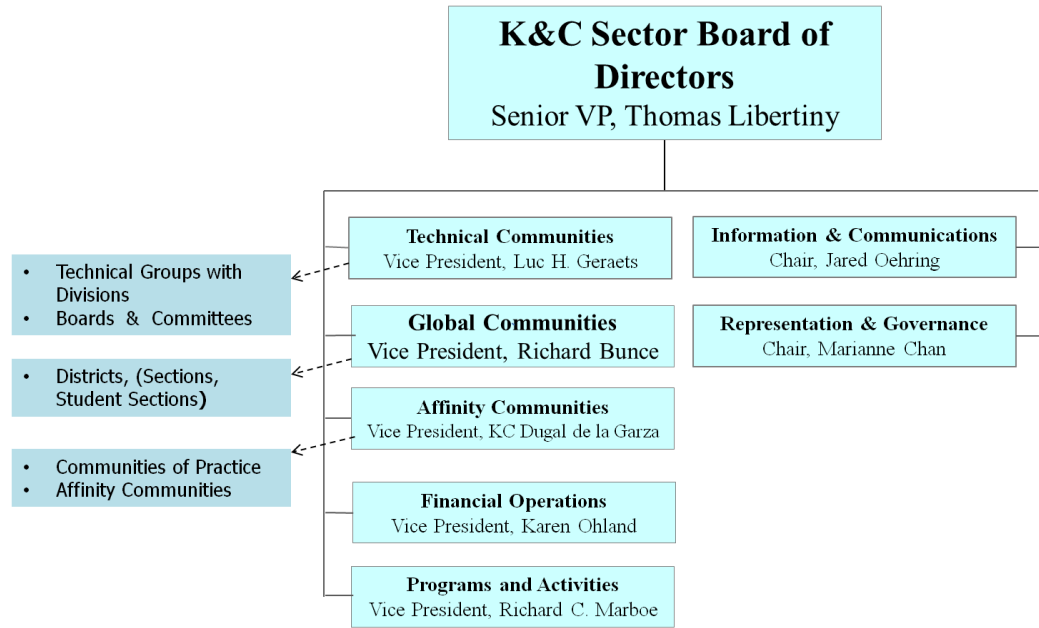 K&C Sector Board of
Directors
Senior VP, Thomas Libertiny
Technical Communities
Vice President, Luc H. Geraets
Information & Communications
Chair, Jared Oehring
• Technical Groups with
Divisions
• Boards & Committees
Global Communities
Vice President, Richard Bunce
Representation & Governance
Chair, Marianne Chan
• Districts, (Sections,
Student Sections)
Affinity Communities
Vice President, KC Dugal de la Garza
• Communities of Practice
• Affinity Communities
Financial Operations
Vice President, Karen Ohland
Programs and Activities
Vice President, Richard C. Marboe